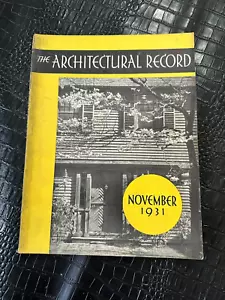 THE ARCHITECTURAL RECORD
NOVEMBER
1931